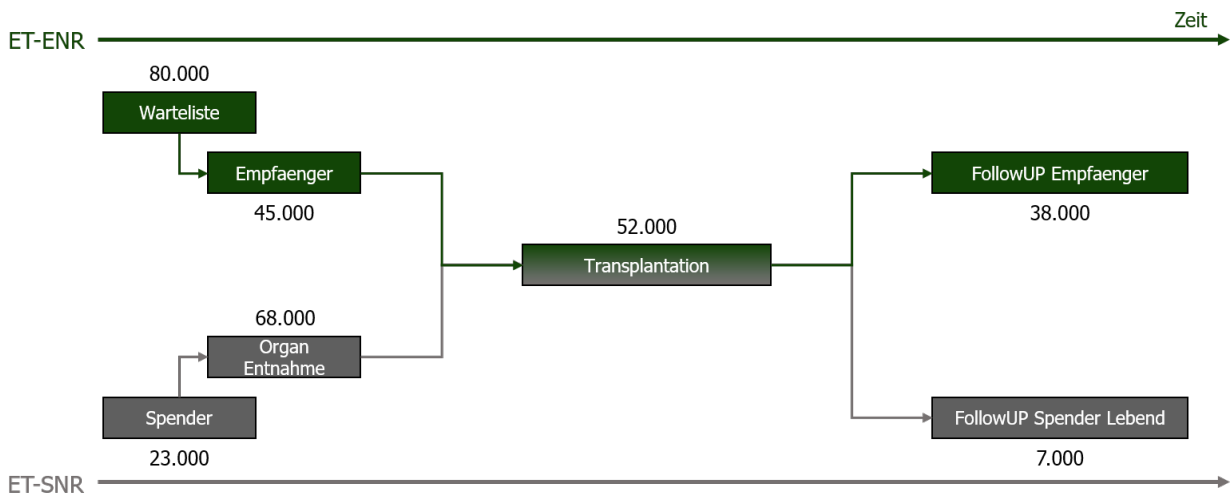 Zeit
ET-ENR
80.000
Warteliste
Empfaenger
45.000
FollowUP Empfaenger
38.000
52.000
Transplantation
68.000
Organ
Entnahme
Spender
23.000
FollowUP Spender Lebend
7.000
ET-SNR